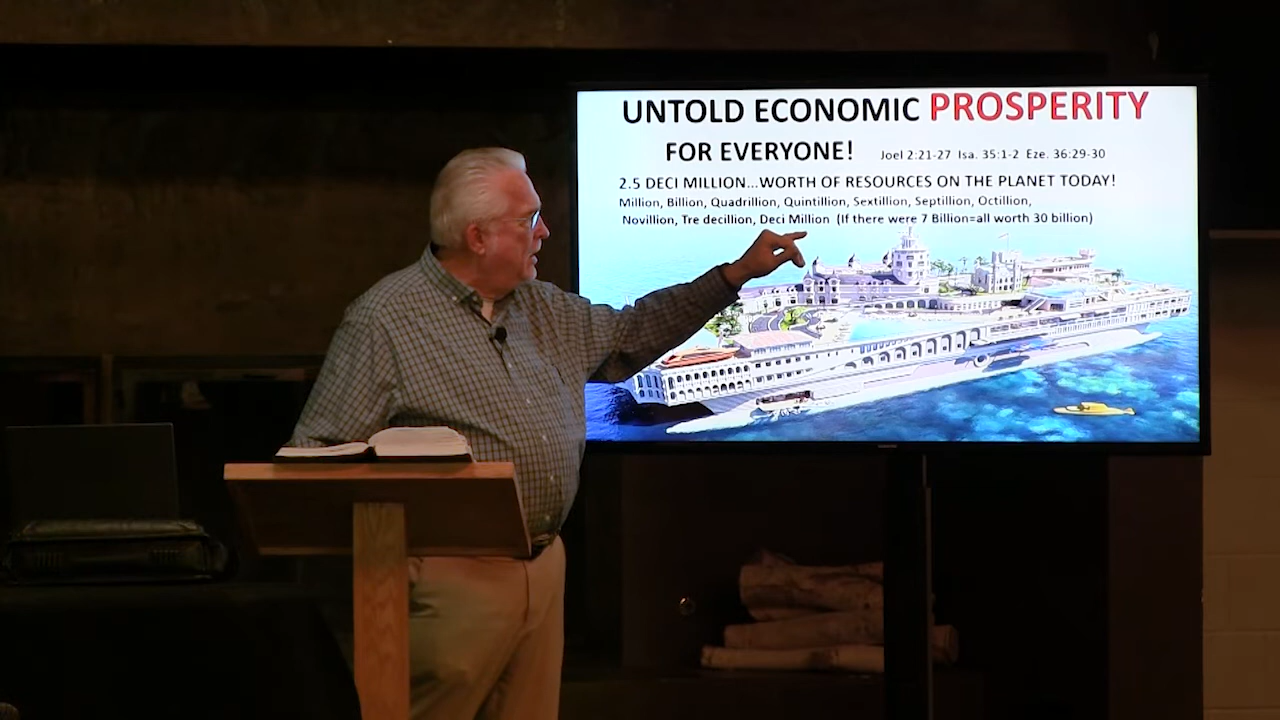 UNTOLD ECONOMIC PROSPERITY
FOR EVERYONE! Joel 2:21-27 Isa. 35:1-2 Eze. 36:29-30
2.5 DECI MILLION...WORTH OF RESOURCES ON THE PLANET TODAY!
Million, Billion, Quadrillion, Quintillion, Sextillion, Septillion, Octillion,
Novillion, Tre decillion, Deci Million (If there were 7 Billion=all worth 30 billion)